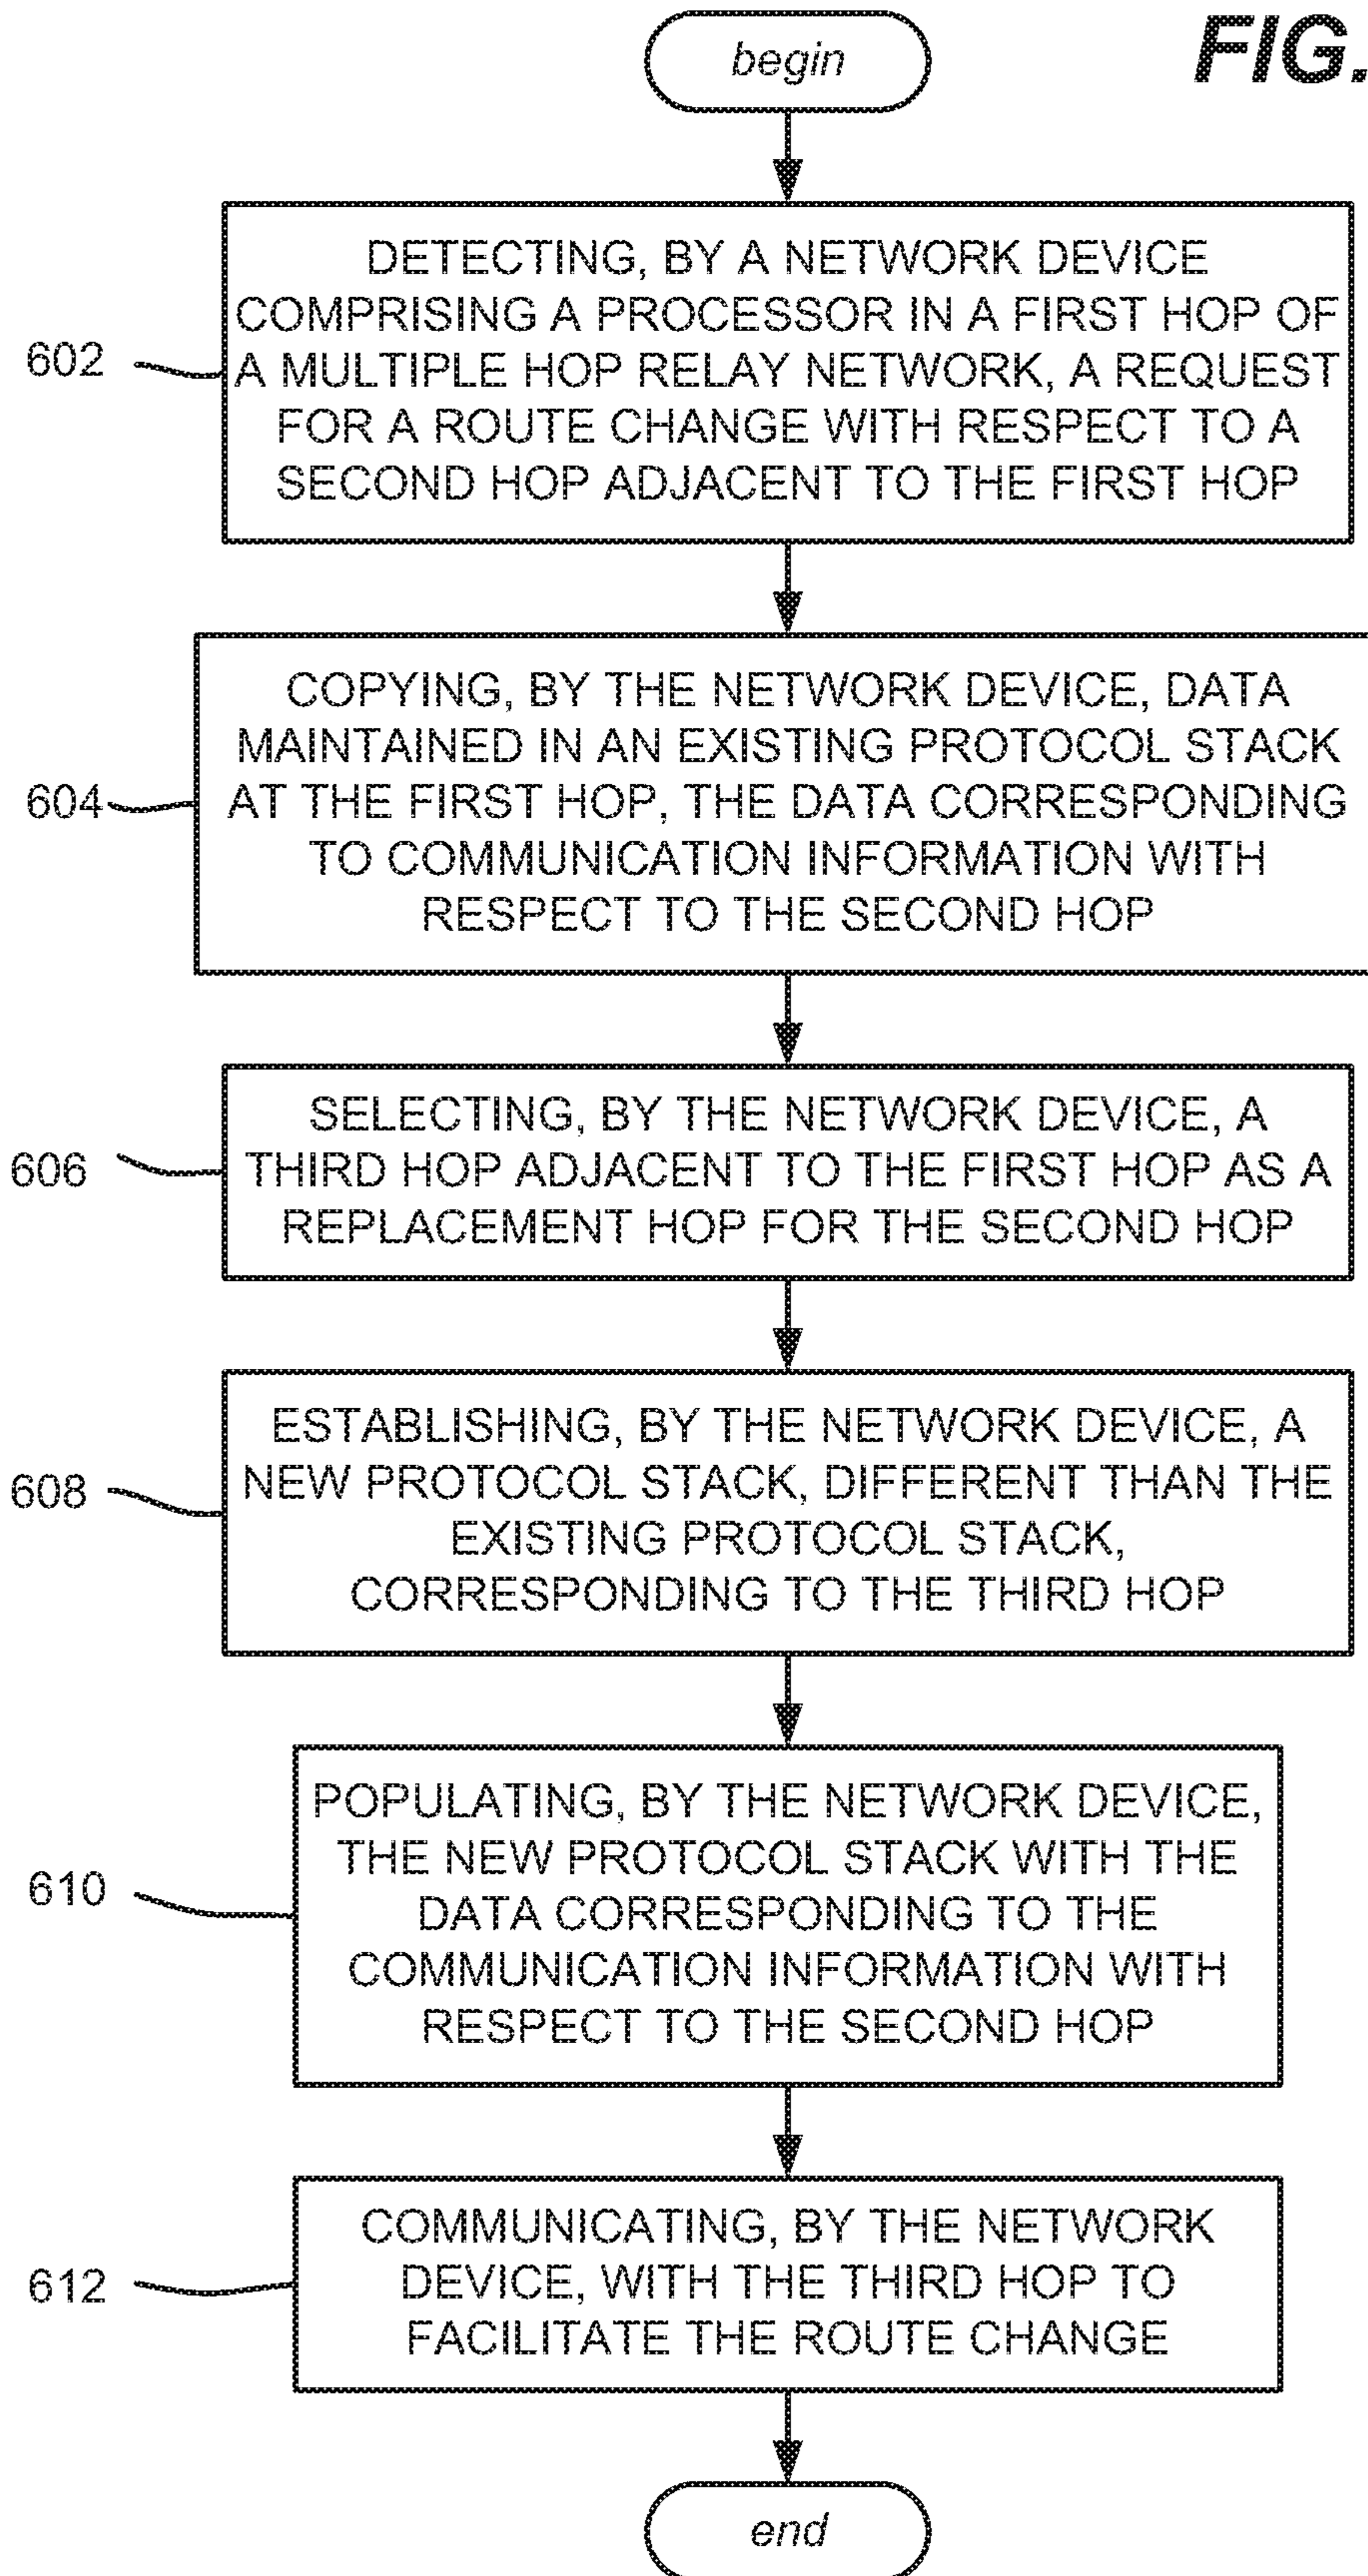 FIG.
begin
DETECTING, BY A NETWORK DEVICE
COMPRISING A PROCESSOR IN A FIRST HOP OF
A MULTIPLE HOP RELAY NETWORK, A REQUEST
FOR A ROUTE CHANGE WITH RESPECT TO A
SECOND HOP ADJACENT TO THE FIRST HOP
602
COPYING, BY THE NETWORK DEVICE, DATA
MAINTAINED IN AN EXISTING PROTOCOL STACK
AT THE FIRST HOP, THE DATA CORRESPONDING
TO COMMUNICATION INFORMATION WITH
RESPECT TO THE SECOND HOP
604
SELECTING, BY THE NETWORK DEVICE, A
THIRD HOP ADJACENT TO THE FIRST HOP AS A
REPLACEMENT HOP FOR THE SECOND HOP
606
ESTABLISHING, BY THE NETWORK DEVICE, A
NEW PROTOCOL STACK, DIFFERENT THAN THE
EXISTING PROTOCOL STACK,
CORRESPONDING TO THE THIRD HOP
608
POPULATING, BY THE NETWORK DEVICE,
THE NEW PROTOCOL STACK WITH THE
DATA CORRESPONDING TO THE
COMMUNICATION INFORMATION WITH
RESPECT TO THE SECOND HOP
610
COMMUNICATING, BY THE NETWORK
DEVICE, WITH THE THIRD HOP TO
FACILITATE THE ROUTE CHANGE
612
end